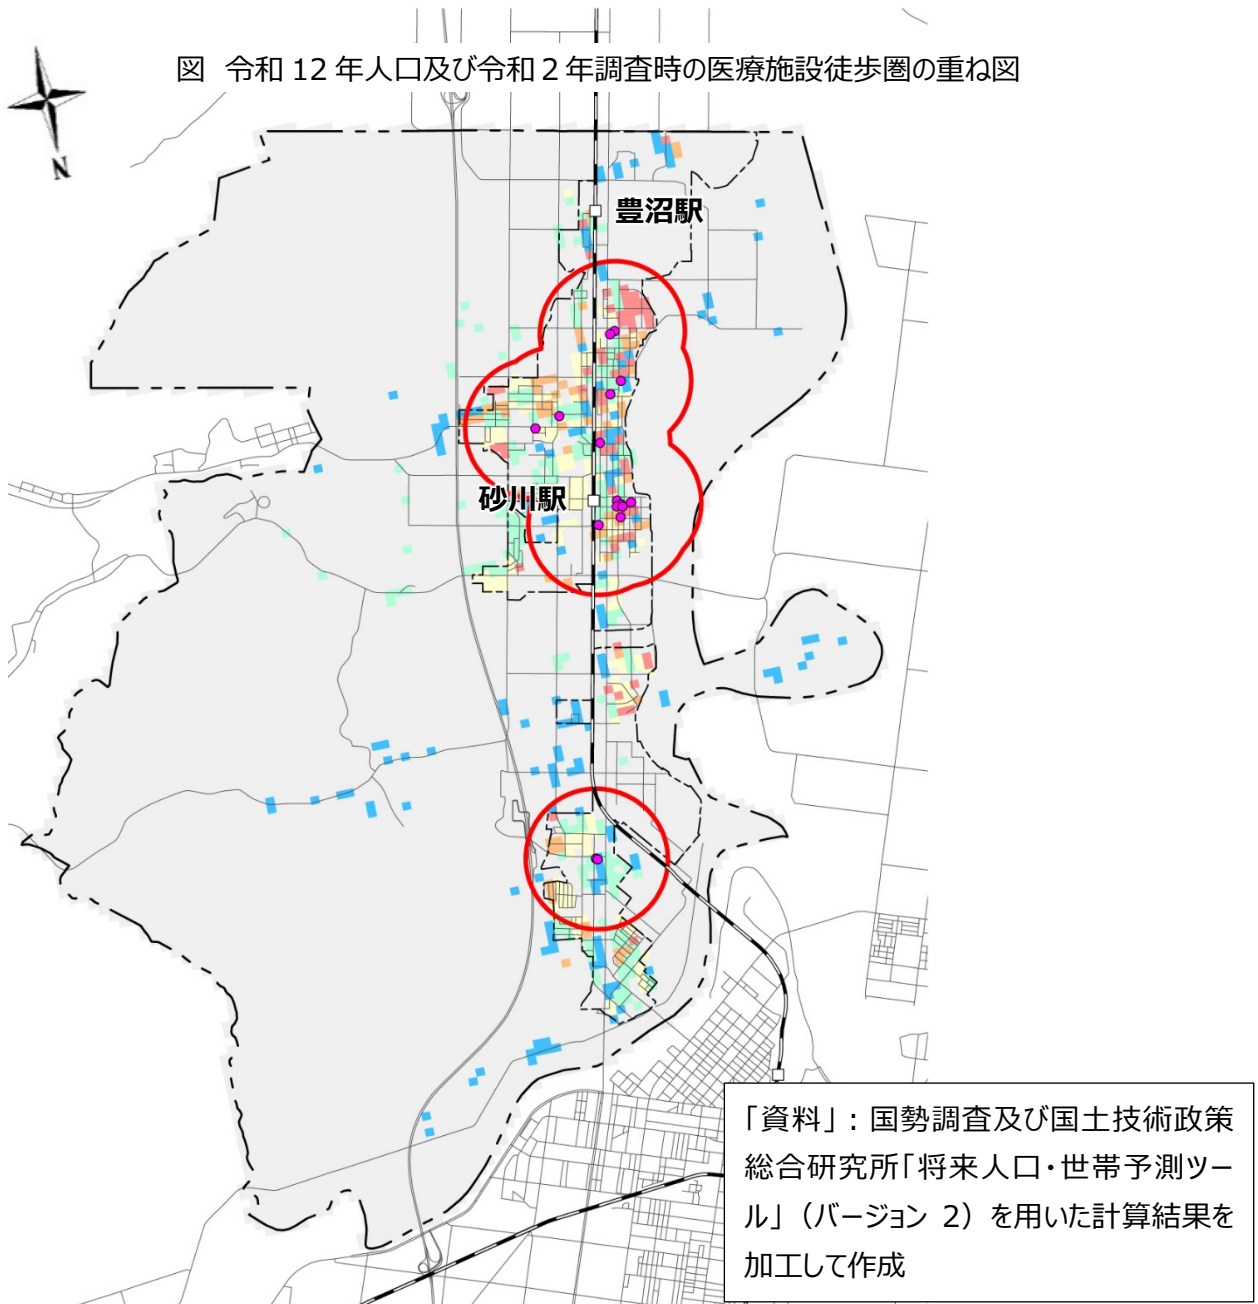 図 令和 12 年人口及び令和 2 年調査時の医療施設徒歩圏の重ね図
N
豊沼駅
砂川駅
「資料」:国勢調査及び国土技術政策
総合研究所「将来人口・世帯予測ツー
ル」(バージョン 2)を用いた計算結果を
加工して作成